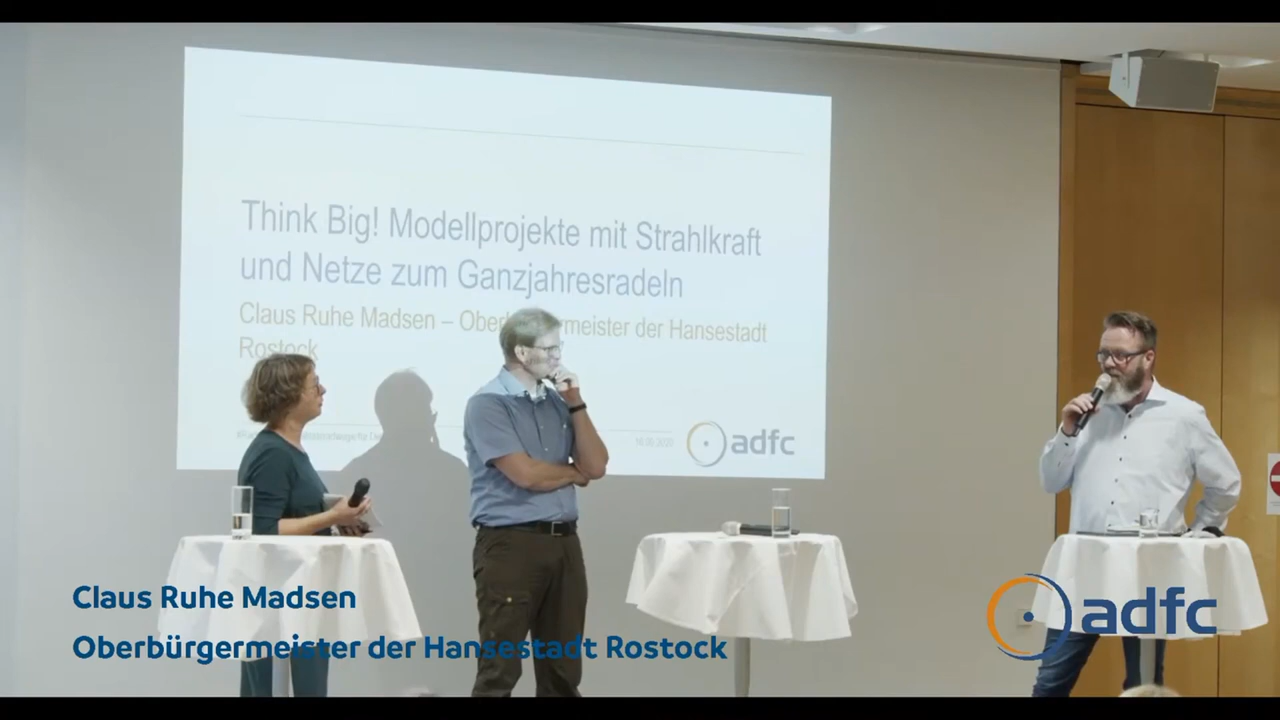 Think Big! Modellprojekte mit Strahlkraft
und Netze zum Ganzjahresradeln
Claus Ruhe Madsen – Ober ermeister der Hansestadt
Rostock
adfc
Claus Ruhe Madsen
Oberbürgermeister der Hansestadt Rostock
adfc